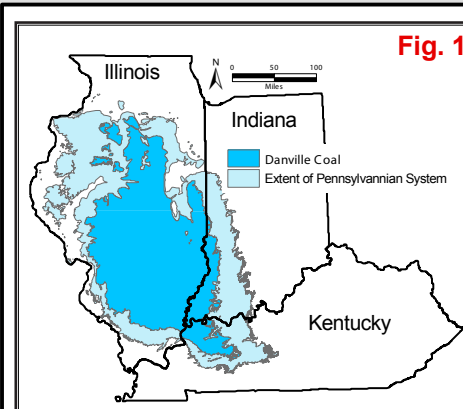 Fig. 1
Illinois
N
0 50 100
Miles
Indiana
Danville Coal
Extent of Pennsylvannian System
Kentucky